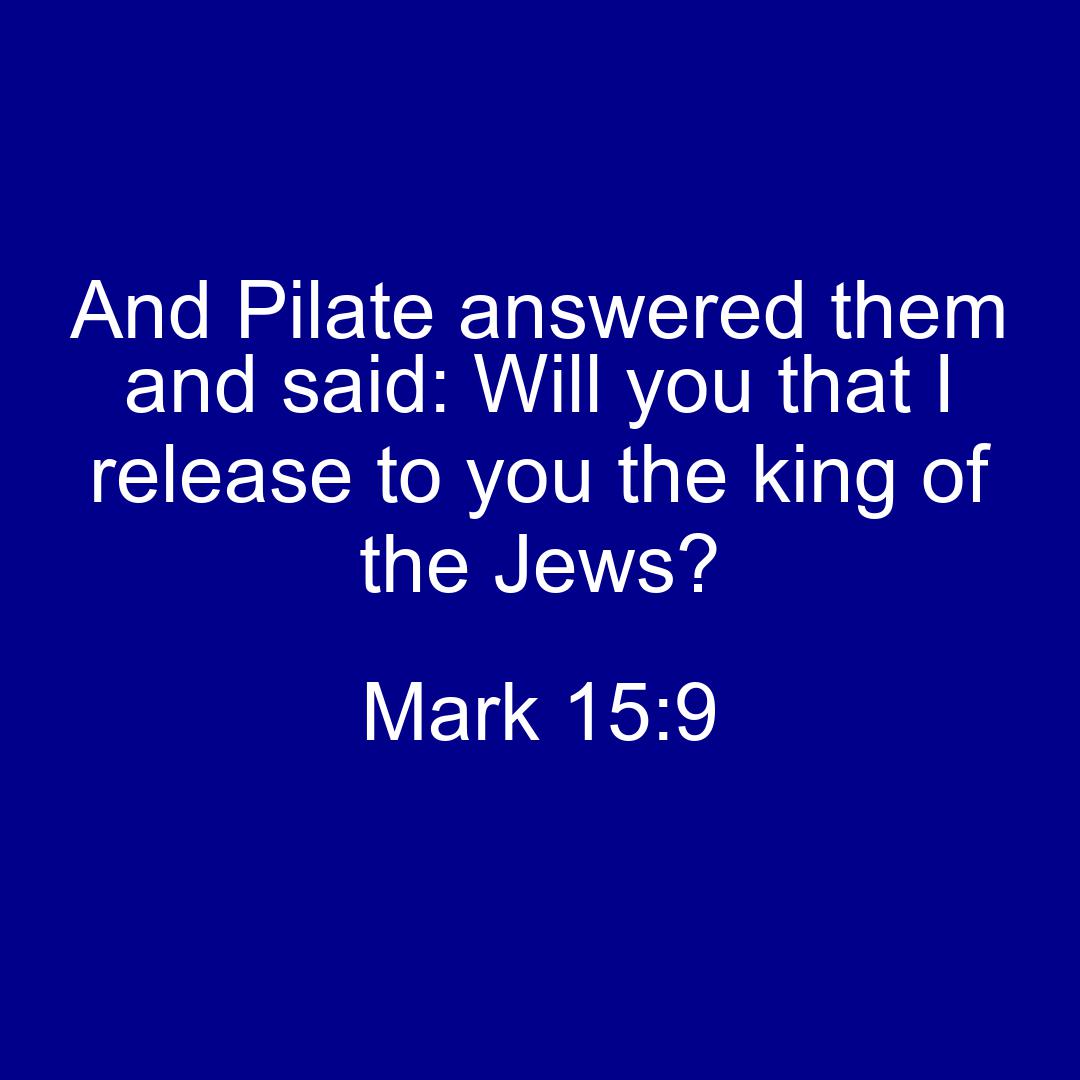 And Pilate answered them
and said: Will you that I
release to you the king of
the Jews?
Mark 15:9